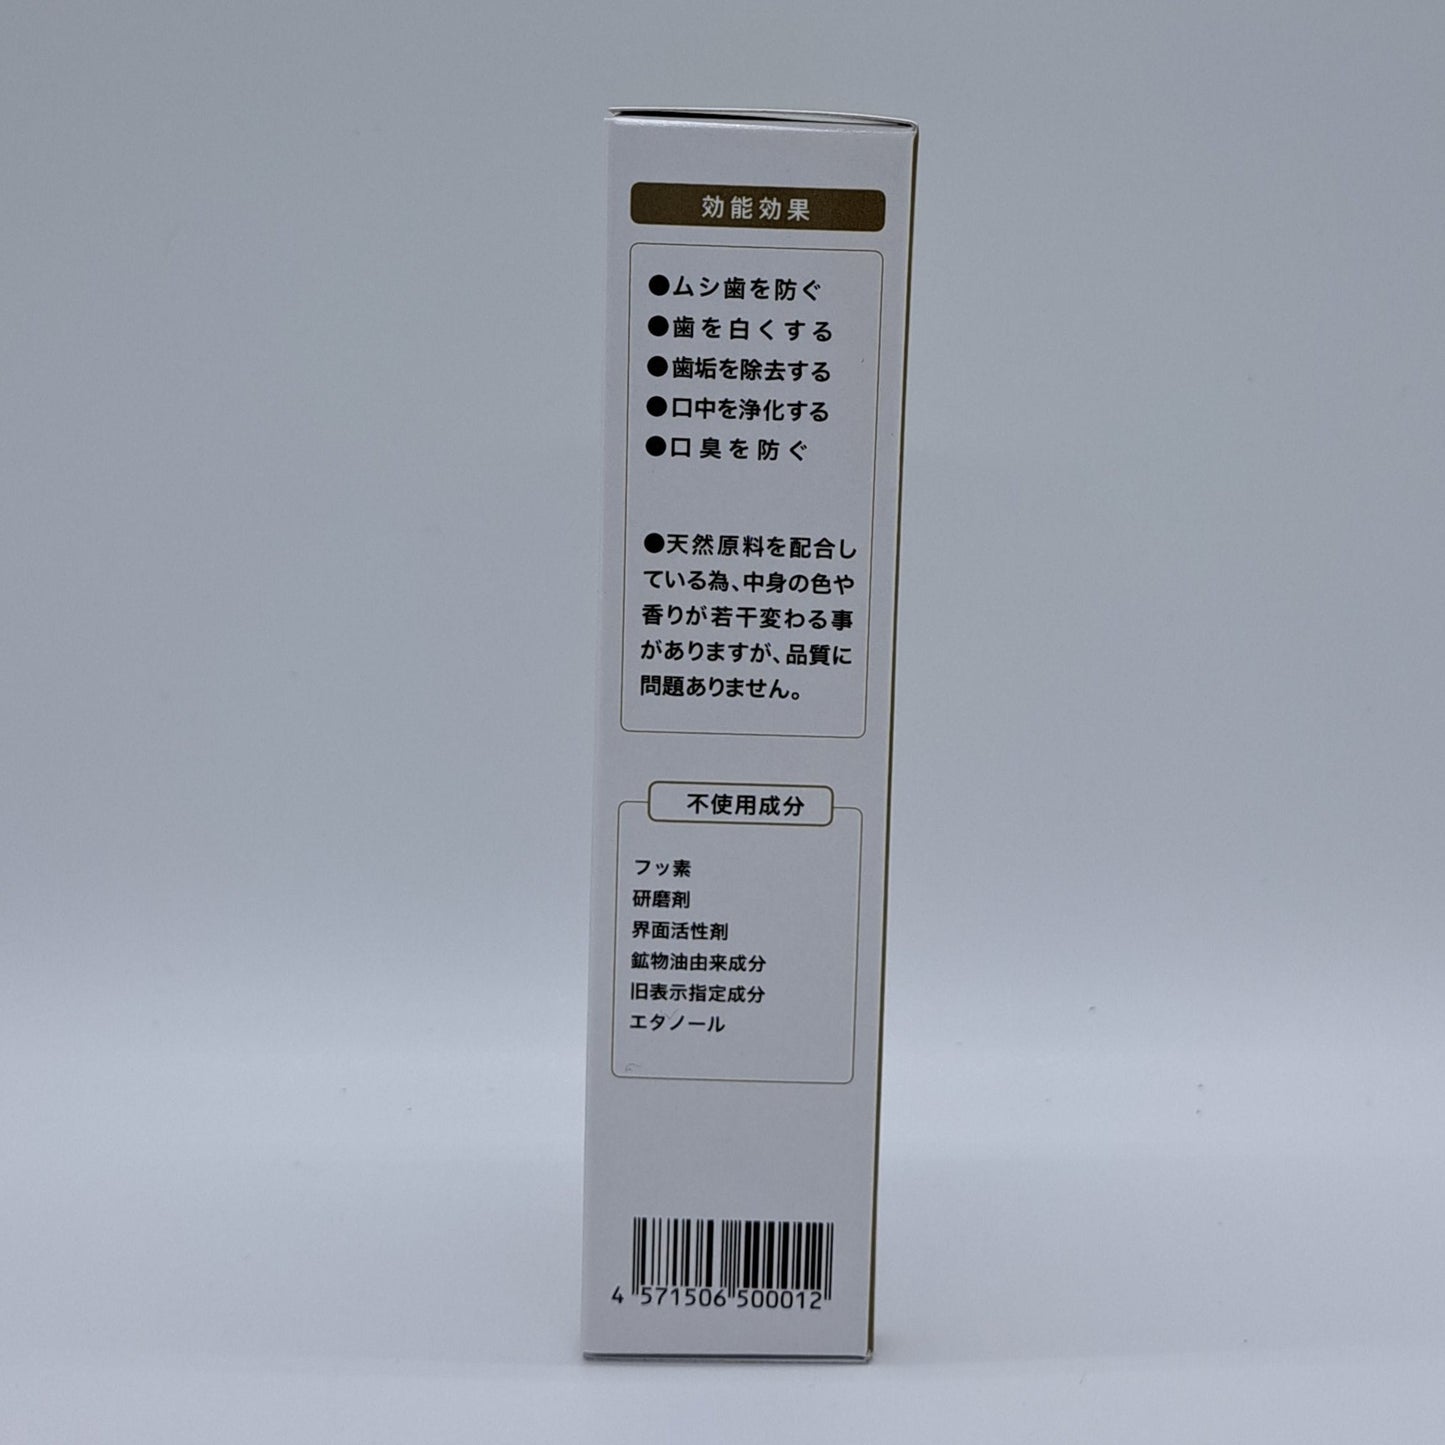 効能効果
●ムシ歯を防ぐ
●歯を白くする
●歯垢を除去する
●口中を浄化する
●口臭を防ぐ
●天然原料を配合し
ている為、中身の色や
香りが若干変わる事
がありますが、品質に
問題ありません。
不使用成分
フッ素
研磨剤
界面活性剤
鉱物油由来成分
旧表示指定成分
エタノール
4 571506 500012